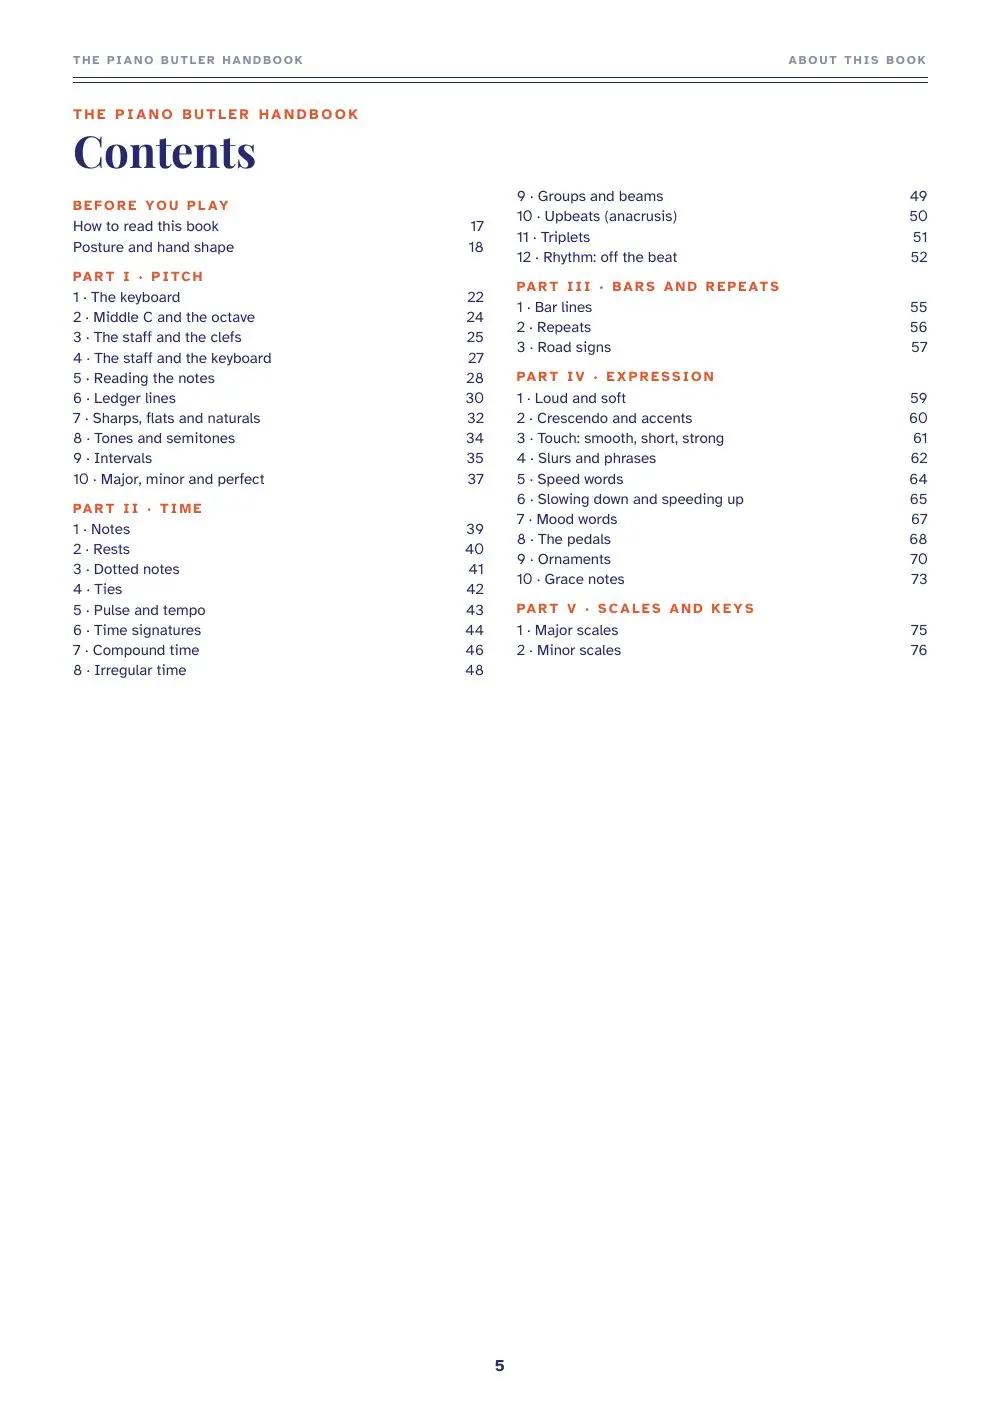 THE PIANO BUTLER HANDBOOK
ABOUT THIS BOOK
THE PIANO BUTLER HANDBOOK
Contents
BEFORE YOU PLAY
How to read this book 17
Posture and hand shape 18
PART I · PITCH
1 · The keyboard 22
2 · Middle C and the octave 24
3 · The staff and the clefs 25
4 · The staff and the keyboard 27
5 · Reading the notes 28
6 · Ledger lines 30
7 · Sharps, flats and naturals 32
8 · Tones and semitones 34
9 · Intervals 35
10 · Major, minor and perfect 37
PART II · TIME
1 · Notes 39
2 · Rests 40
3 · Dotted notes 41
4 · Ties 42
5 · Pulse and tempo 43
6 · Time signatures 44
7 · Compound time 46
8 · Irregular time 48
9 · Groups and beams 49
10 · Upbeats (anacrusis) 50
11 · Triplets 51
12 · Rhythm: off the beat 52
PART III · BARS AND REPEATS
1 · Bar lines 55
2 · Repeats 56
3 · Road signs 57
PART IV · EXPRESSION
1 · Loud and soft 59
2 · Crescendo and accents 60
3 · Touch: smooth, short, strong 61
4 · Slurs and phrases 62
5 · Speed words 64
6 · Slowing down and speeding up 65
7 · Mood words 67
8 · The pedals 68
9 · Ornaments 70
10 · Grace notes 73
PART V · SCALES AND KEYS
1 · Major scales 75
2 · Minor scales 76
5